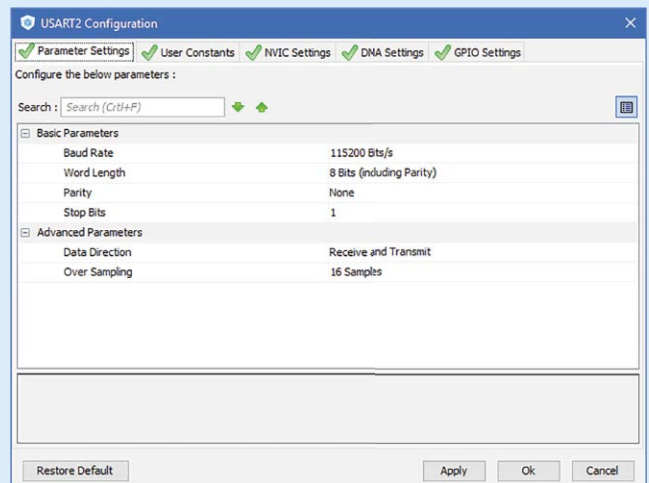 USART2 Configuration
Parameter Settings User Constants NVIC Settings DNA Settings GPIO Settings
Configure the below parameters :
Search : Search (Crtl+F)
Basic Parameters
Baud Rate 115200 Bits/s
Word Length 8 Bits (including Parity)
Parity None
Stop Bits 1
Advanced Parameters
Data Direction Receive and Transmit
Over Sampling 16 Samples
Restore Default Apply Ok Cancel